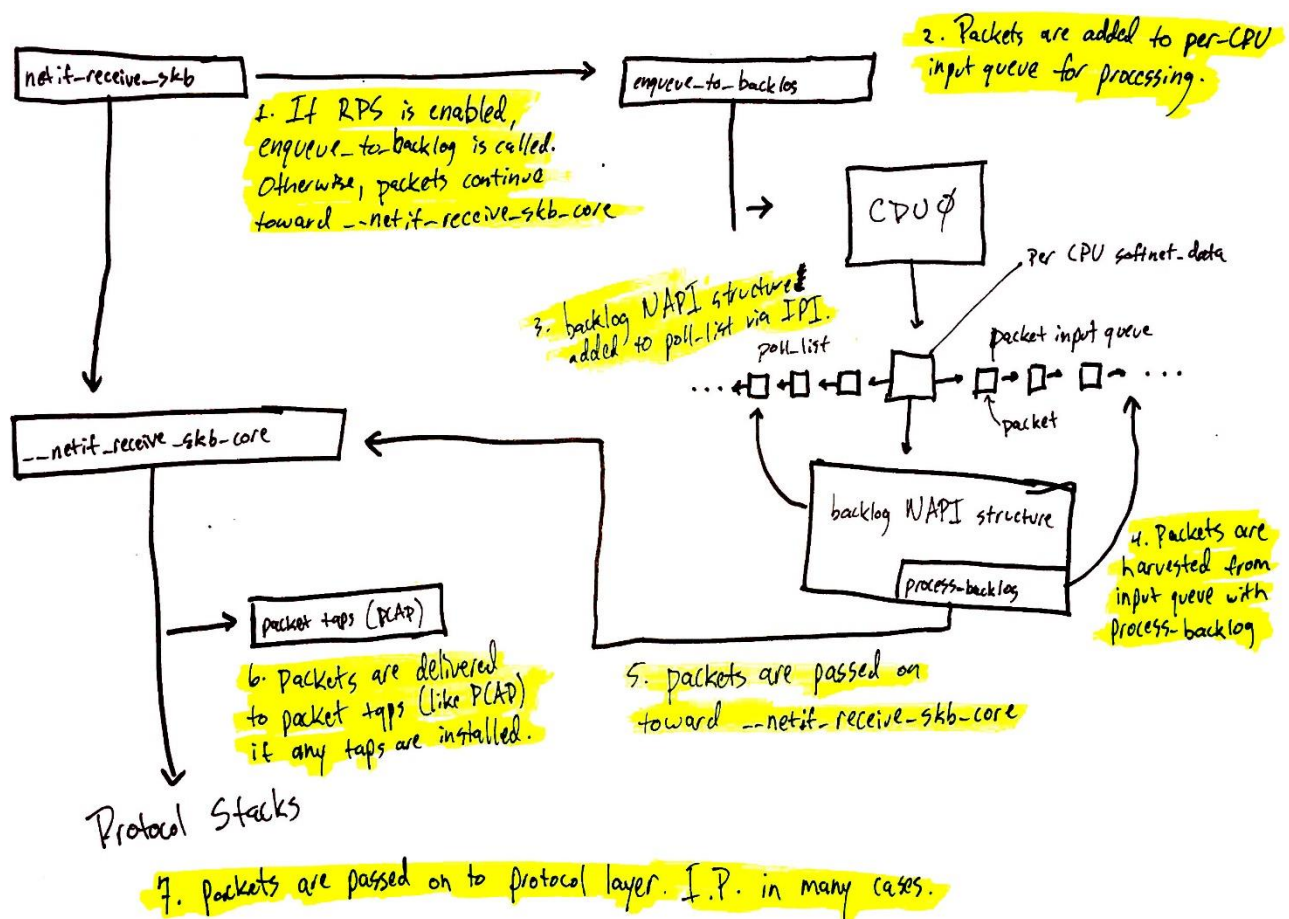 netif_receive_skb
1. If RPS is enabled,
enqueue_to_backlog is called.
Otherwise, packets continue
toward __netif_receive_skb_core
enqueue_to_backlog
2. Packets are added to per-CPU
input queue for processing.
CPU 0
per CPU softnet_data
3. backlog NAPI structure
added to poll_list via IPI.
poll_list
packet input queue
...
...
packet
__netif_receive_skb_core
backlog NAPI structure
process_backlog
4. Packets are
harvested from
input queue with
process_backlog
packet taps (PCAP)
6. packets are delivered
to packet taps (like PCAP)
if any taps are installed.
5. packets are passed on
toward __netif_receive_skb_core
Protocol Stacks
7. packets are passed on to protocol layer. I.P. in many cases.